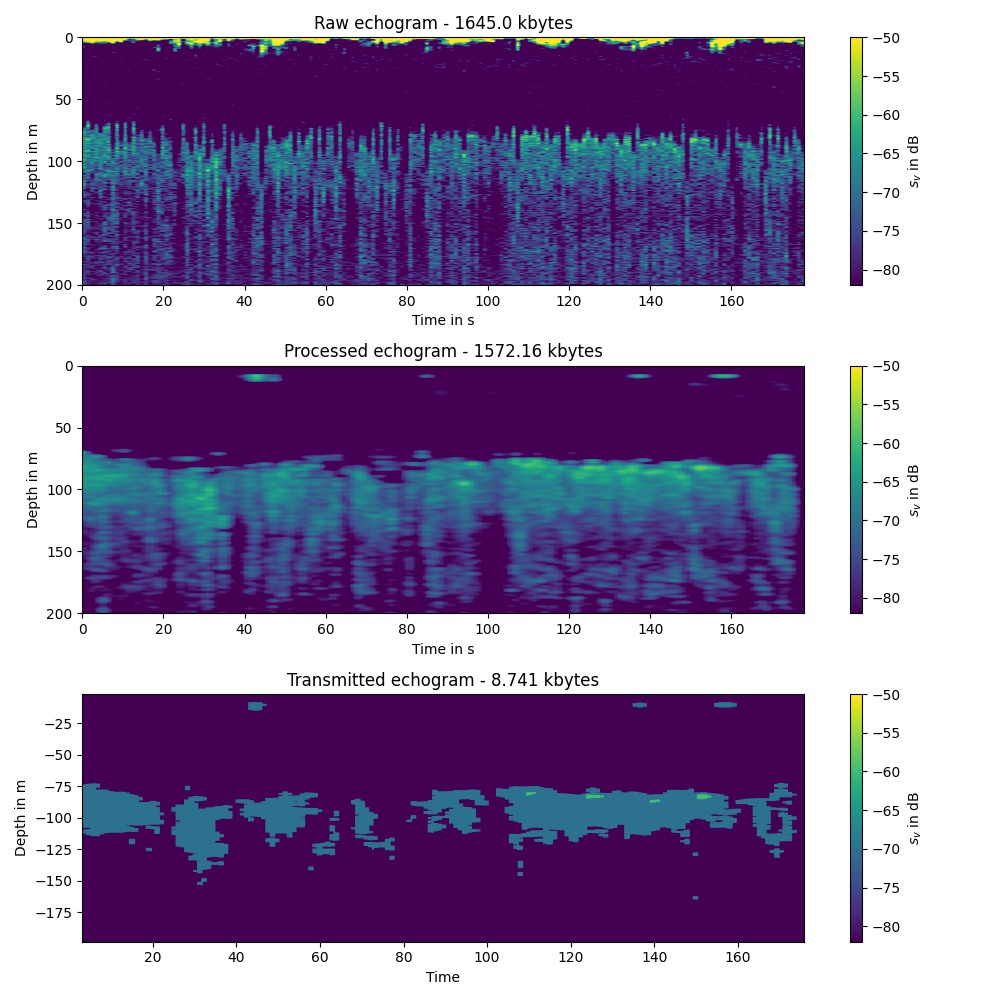 Raw echogram - 1645.0 kbytes
0
50
100
150
200
Depth in m
0 20 40 60 80 100 120 140 160
Time in s
−50
−55
−60
−65
−70
−75
−80
sv in dB
Processed echogram - 1572.16 kbytes
0
50
100
150
200
Depth in m
0 20 40 60 80 100 120 140 160
Time in s
−50
−55
−60
−65
−70
−75
−80
sv in dB
Transmitted echogram - 8.741 kbytes
−25
−50
−75
−100
−125
−150
−175
Depth in m
20 40 60 80 100 120 140 160
Time
−50
−55
−60
−65
−70
−75
−80
sv in dB